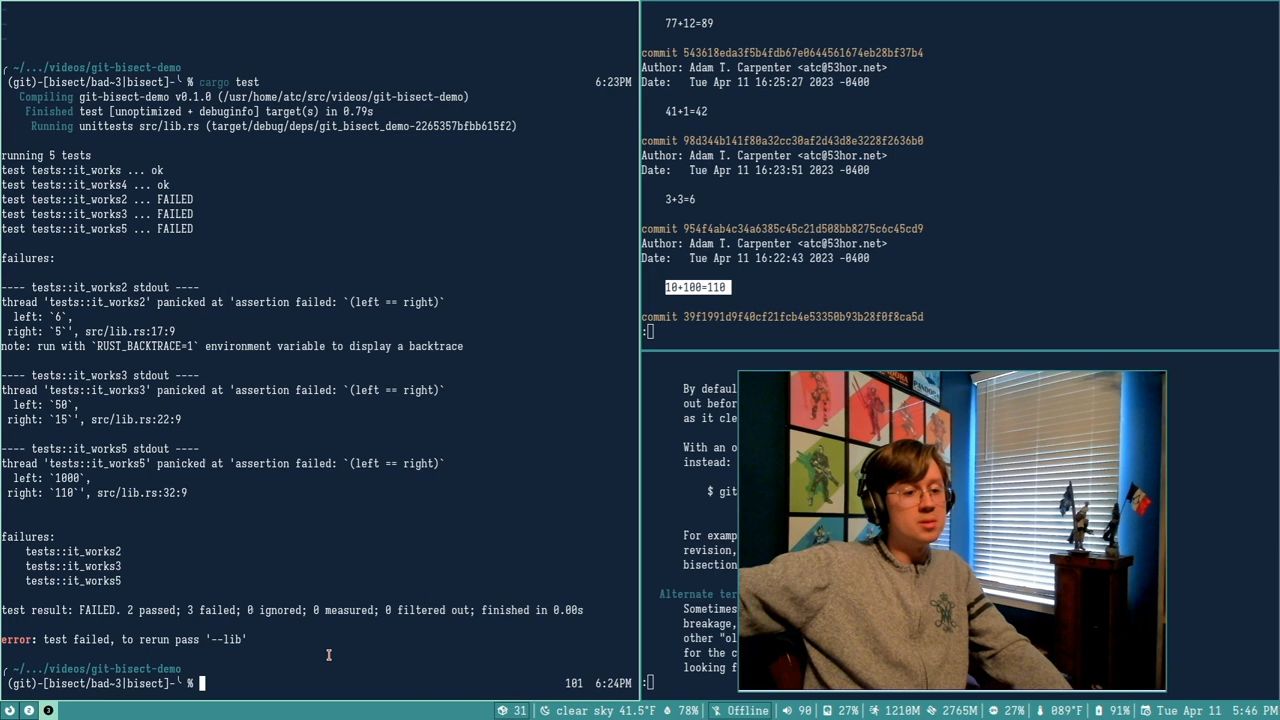 ~/.../videos/git-bisect-demo
(git)-[bisect/bad~3|bisect]- % cargo test 6:23PM
Compiling git-bisect-demo v0.1.0 (/usr/home/atc/src/videos/git-bisect-demo)
Finished test [unoptimized + debuginfo] target(s) in 0.79s
Running unittests src/lib.rs (target/debug/deps/git_bisect_demo-2265357bfbb615f2)
running 5 tests
test tests::it_works ... ok
test tests::it_works4 ... ok
test tests::it_works2 ... FAILED
test tests::it_works3 ... FAILED
test tests::it_works5 ... FAILED
failures:
---- tests::it_works2 stdout ----
thread 'tests::it_works2' panicked at 'assertion failed: `(left == right)`
left: `6`,
right: `5`', src/lib.rs:17:9
note: run with `RUST_BACKTRACE=1` environment variable to display a backtrace
---- tests::it_works3 stdout ----
thread 'tests::it_works3' panicked at 'assertion failed: `(left == right)`
left: `50`,
right: `15`', src/lib.rs:22:9
---- tests::it_works5 stdout ----
thread 'tests::it_works5' panicked at 'assertion failed: `(left == right)`
left: `1000`,
right: `110`', src/lib.rs:32:9
failures:
tests::it_works2
tests::it_works3
tests::it_works5
test result: FAILED. 2 passed; 3 failed; 0 ignored; 0 measured; 0 filtered out; finished in 0.00s
error: test failed, to rerun pass '--lib'
~/.../videos/git-bisect-demo
(git)-[bisect/bad~3|bisect]- % 101 6:24PM
77+12=89
commit 543618eda3f5b4fdb67e0644561674eb28bf37b4
Author: Adam T. Carpenter <atc@53hor.net>
Date: Tue Apr 11 16:25:27 2023 -0400
41+1=42
commit 98d344b141f80a32cc30af2d43d8e3228f2636b0
Author: Adam T. Carpenter <atc@53hor.net>
Date: Tue Apr 11 16:23:51 2023 -0400
3+3=6
commit 954f4ab4c34a6385c45c21d508bb8275c6c45cd9
Author: Adam T. Carpenter <atc@53hor.net>
Date: Tue Apr 11 16:22:43 2023 -0400
10+100=110
commit 39f1991d9f40cf21fcb4e53350b93b28f0f8ca5d
:
By defaul
out befor
as it cle
With an o
instead:
$ git
For examp
revision,
bisection
Alternate ter
Sometimes
breakage,
other "ol
for the c
looking f
:
2 3 31 clear sky 41.5°F 78% Offline 90 27% 1210M 2765M 27% 089°F 91% Tue Apr 11 5:46 PM